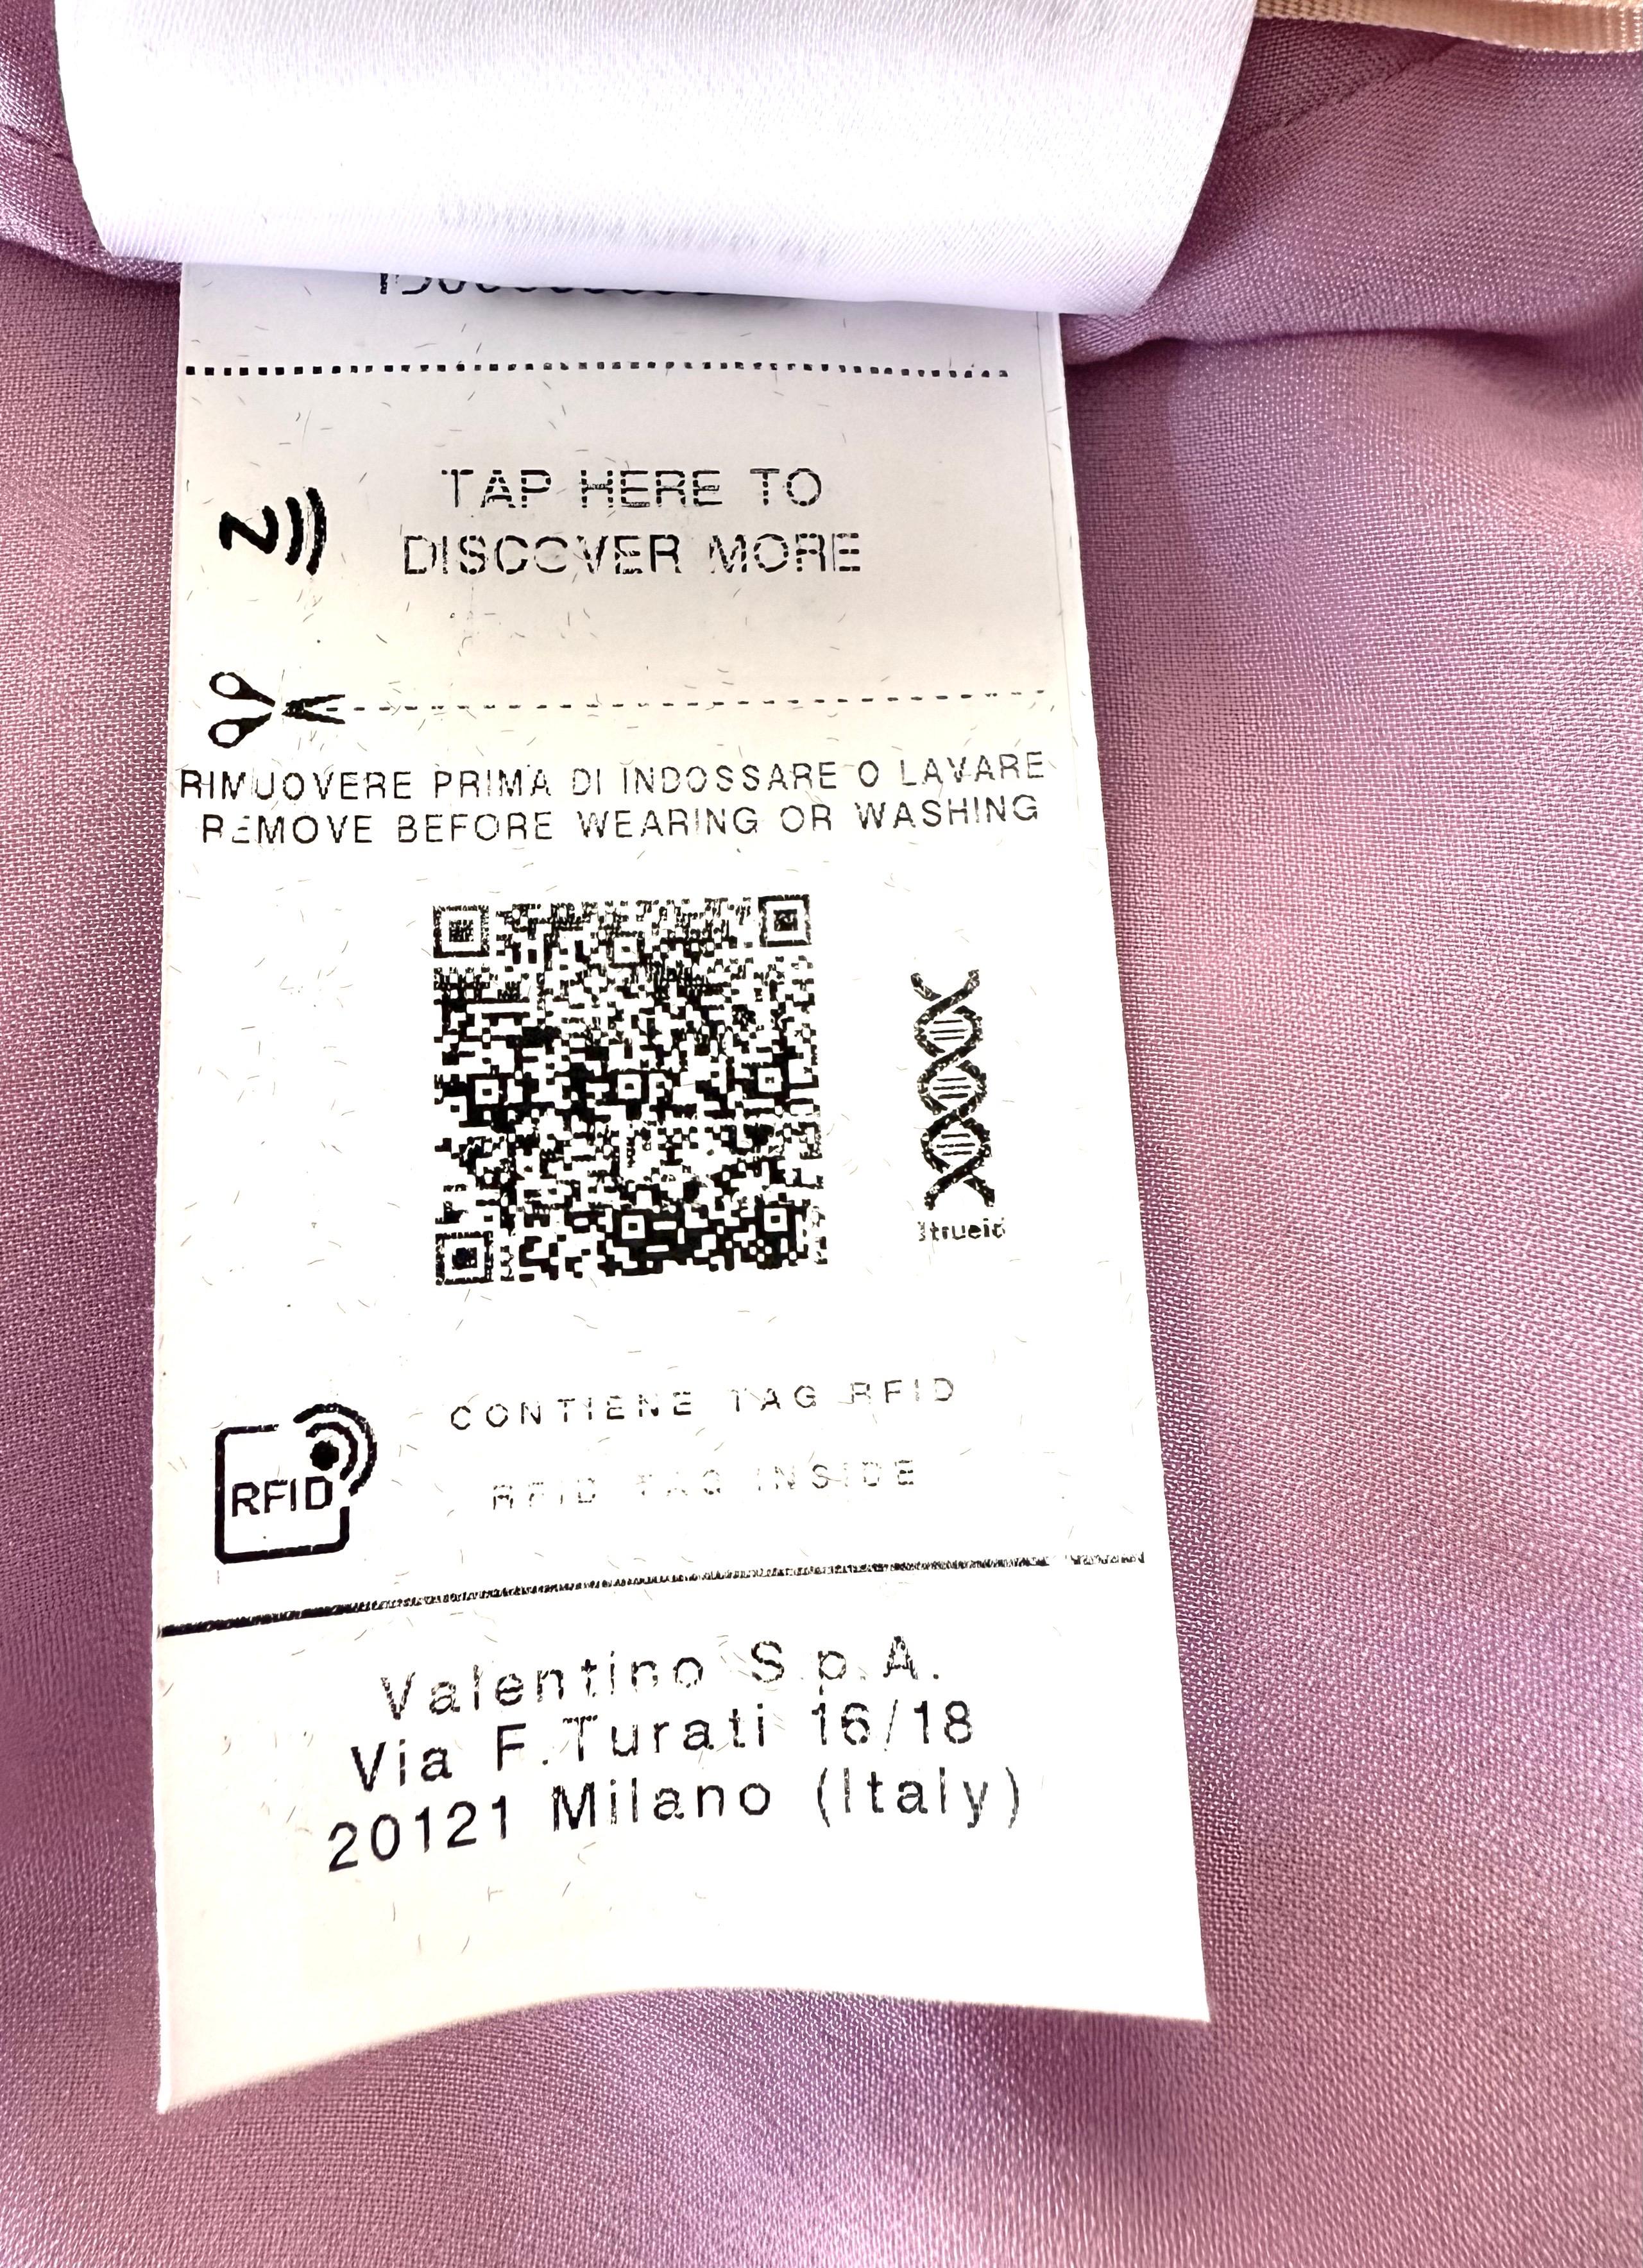 TAP HERE TO
DISCOVER MORE
RIMUOVERE PRIMA DI INDOSSARE O LAVARE
REMOVE BEFORE WEARING OR WASHING
trueid
CONTIENE TAG RFID
RFID TAG INSIDE
RFID
Valentino S.p.A.
Via F. Turati 16/18
20121 Milano (Italy)